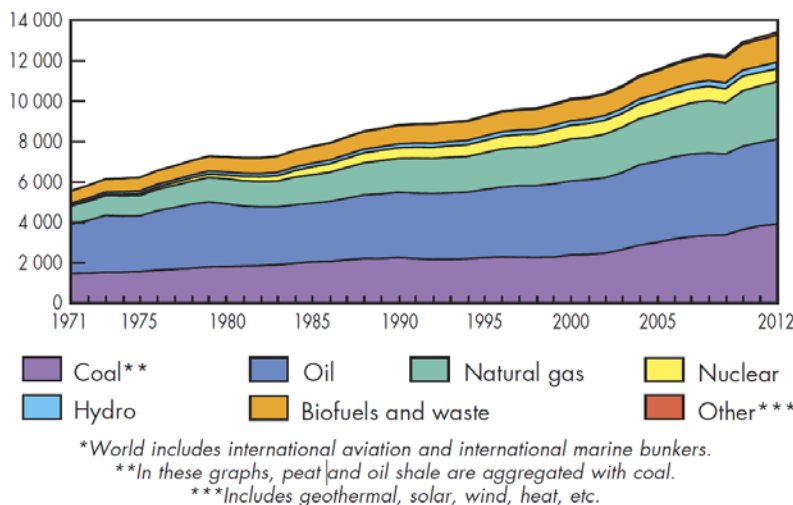 14 000
12 000
10 000
8 000
6 000
4 000
2 000
0
1971 1975 1980 1985 1990 1995 2000 2005 2012
Coal** Oil Natural gas Nuclear
Hydro Biofuels and waste Other***
*World includes international aviation and international marine bunkers.
**In these graphs, peat and oil shale are aggregated with coal.
***Includes geothermal, solar, wind, heat, etc.